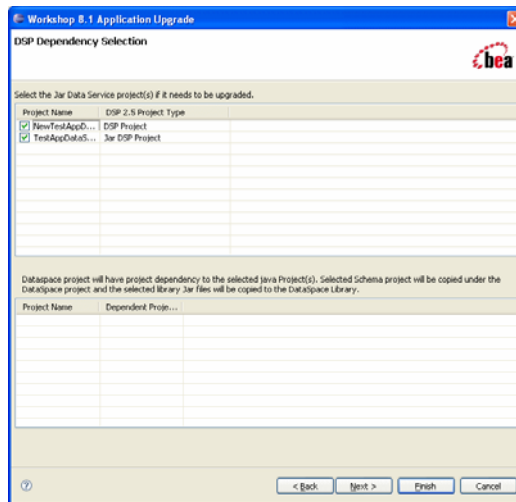 Workshop 8.1 Application Upgrade
DSP Dependency Selection
bea
Select the Jar Data Service project(s) if it needs to be upgraded.
Project Name DSP 2.5 Project Type
NewTestAppD... DSP Project
TestAppDataS... Jar DSP Project
Dataspace project will have project dependency to the selected java Project(s). Selected Schema project will be copied under the
DataSpace project and the selected library Jar files will be copied to the DataSpace Library.
Project Name Dependent Proje...
?
< Back Next > Finish Cancel